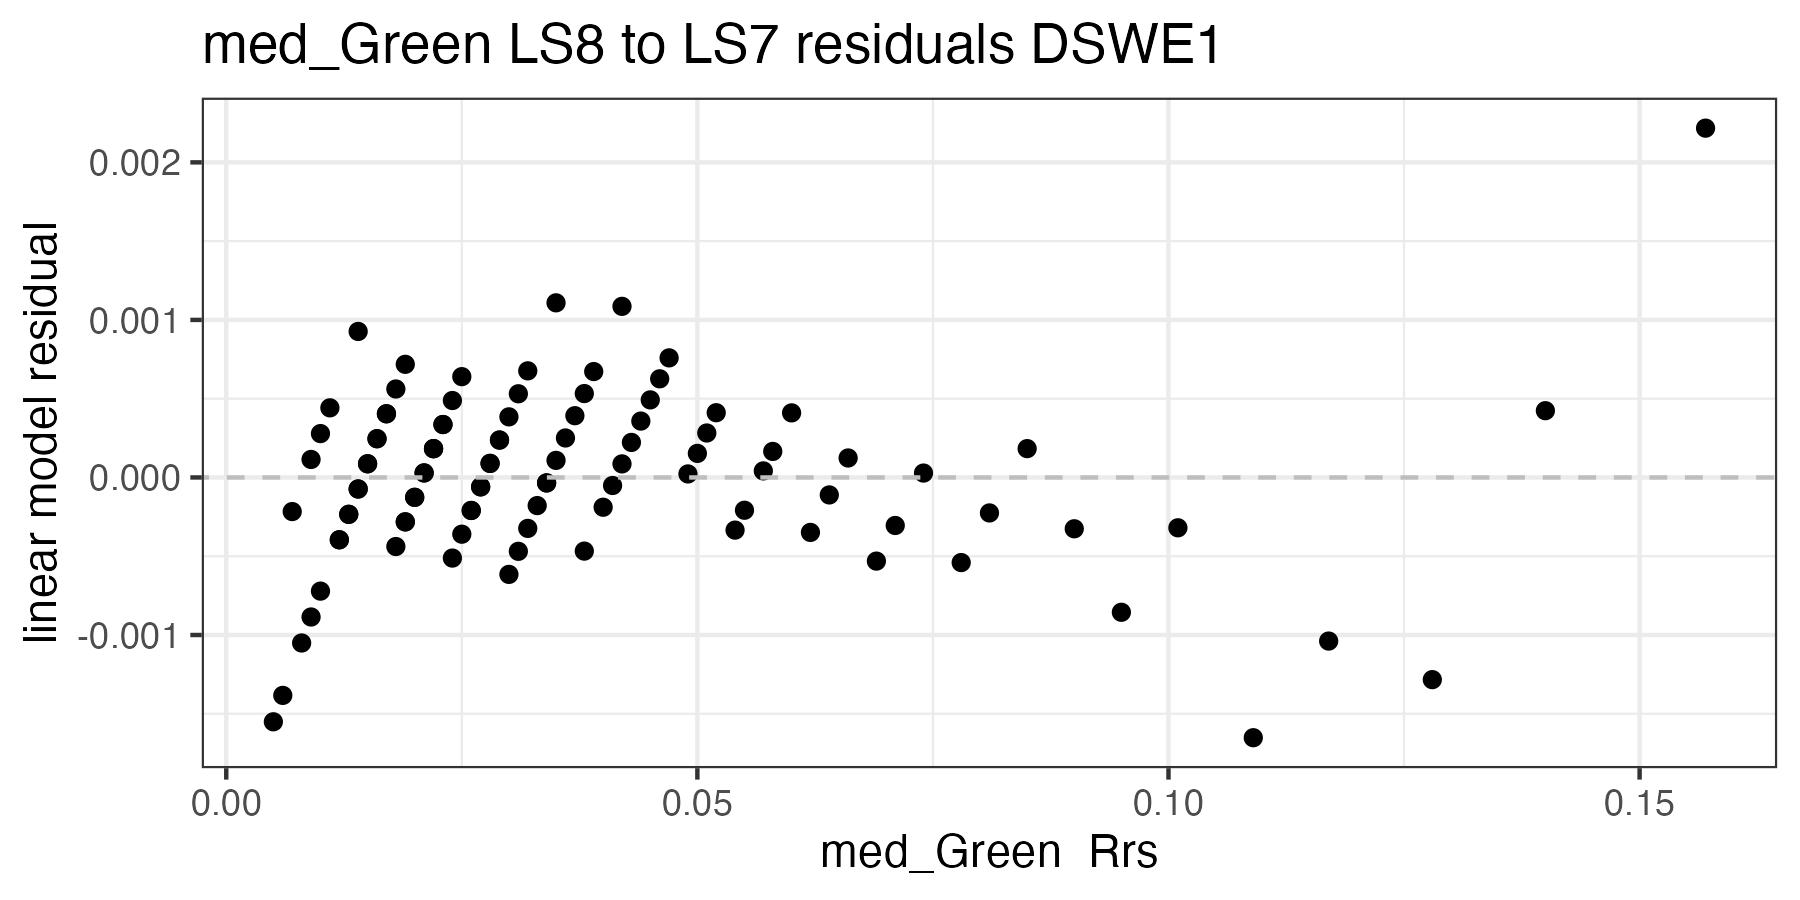 med_Green LS8 to LS7 residuals DSWE1
linear model residual
0.002
0.001
0.000
-0.001
0.00 0.05 0.10 0.15
med_Green  Rrs